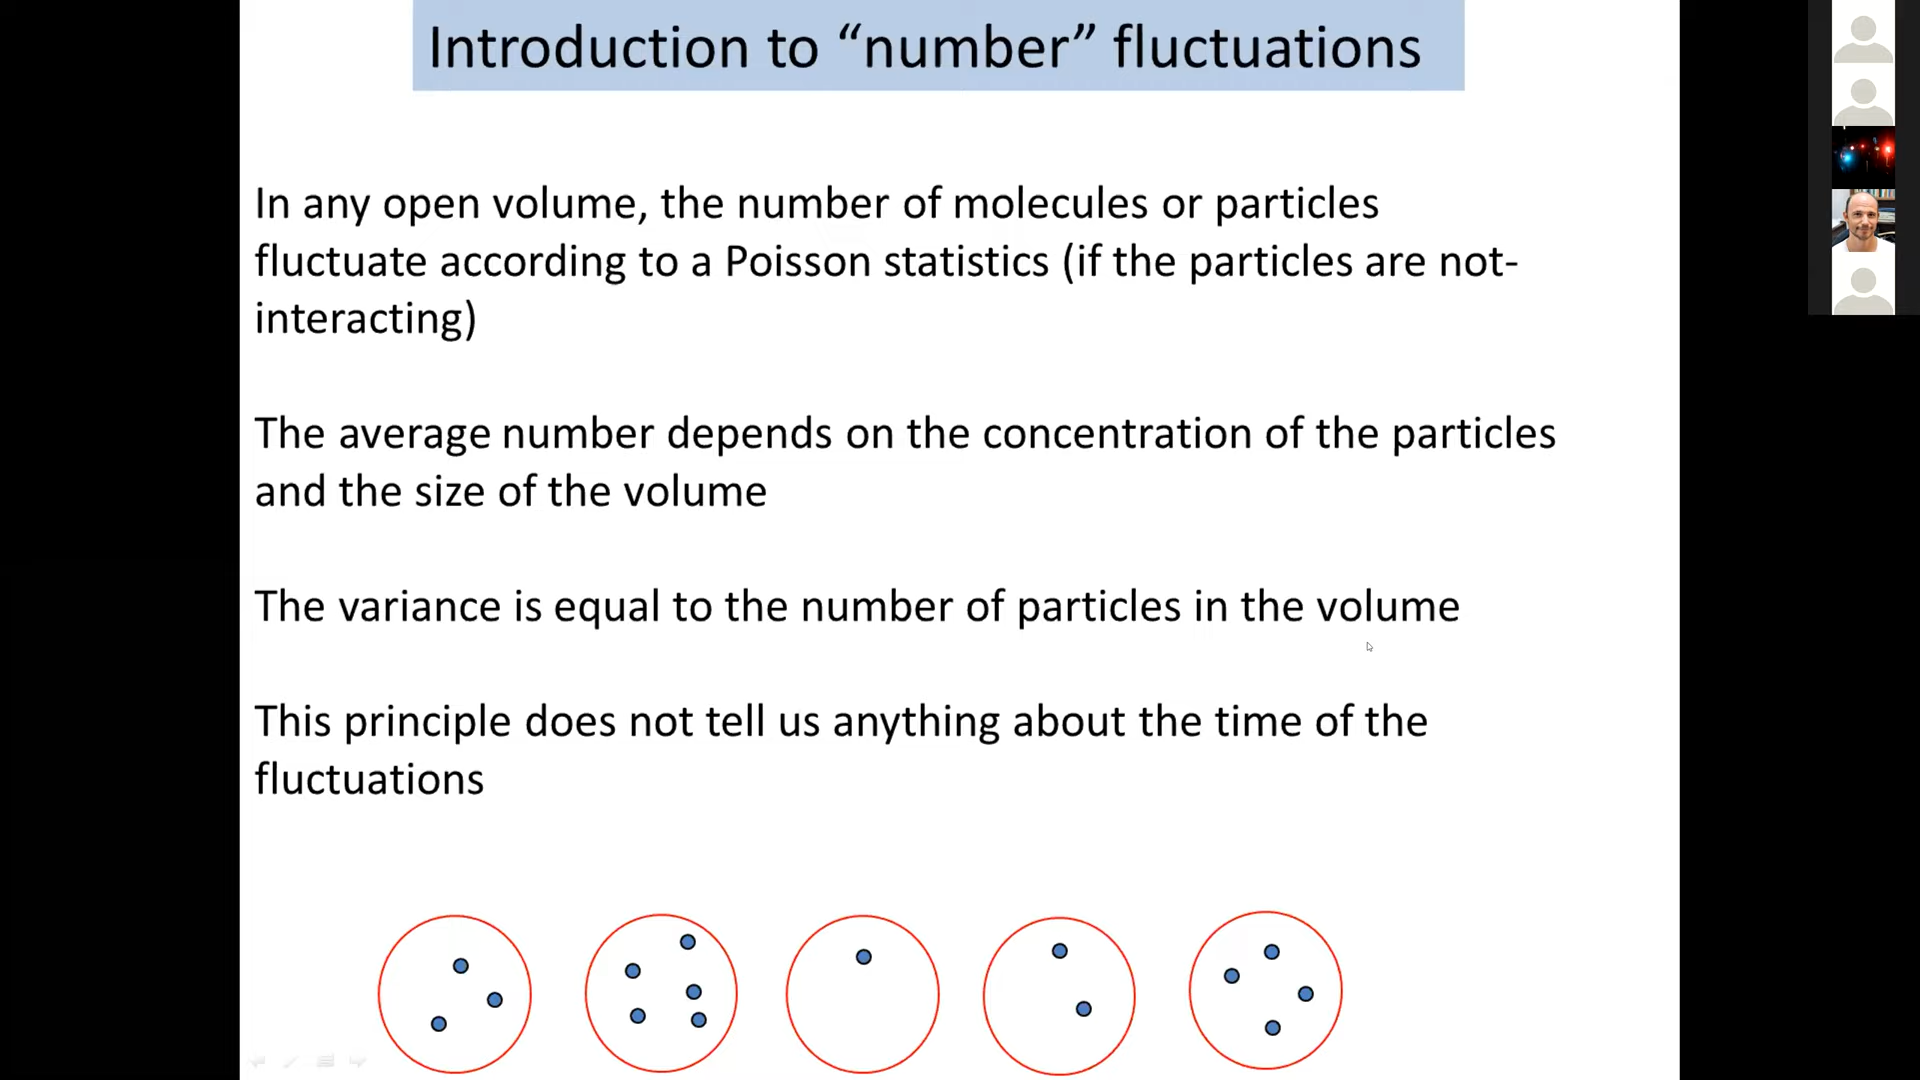 Introduction to “number” fluctuations
In any open volume, the number of molecules or particles
fluctuate according to a Poisson statistics (if the particles are not-
interacting)
The average number depends on the concentration of the particles
and the size of the volume
The variance is equal to the number of particles in the volume
This principle does not tell us anything about the time of the
fluctuations